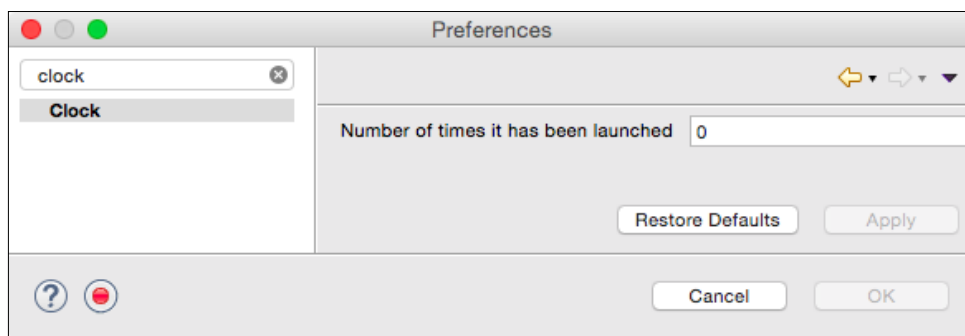 Preferences
clock
Clock
Number of times it has been launched 0
Restore Defaults Apply
? Cancel OK